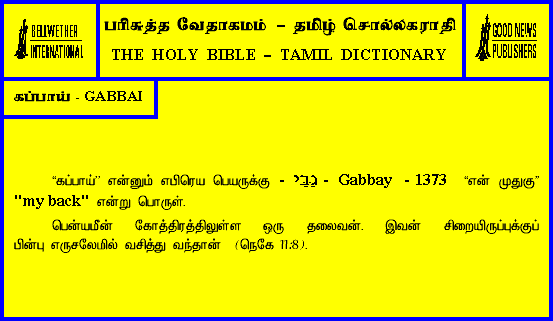 BELLWETHER
INTERNATIONAL
பரிசுத்த வேதாகமம் – தமிழ் சொல்லகராதி
THE HOLY BIBLE – TAMIL DICTIONARY
GOOD NEWS
PUBLISHERS
கப்பாய் - GABBAI
“கப்பாய்” என்னும் எபிரெய பெயருக்கு - גַּבַּי - Gabbay - 1373 “என் முதுகு”
"my back" என்று பொருள்.
பென்யமீன் கோத்திரத்திலுள்ள ஒரு தலைவன். இவன் சிறையிருப்புக்குப்
பின்பு எருசலேமில் வசித்து வந்தான் (நெகே 11:8).